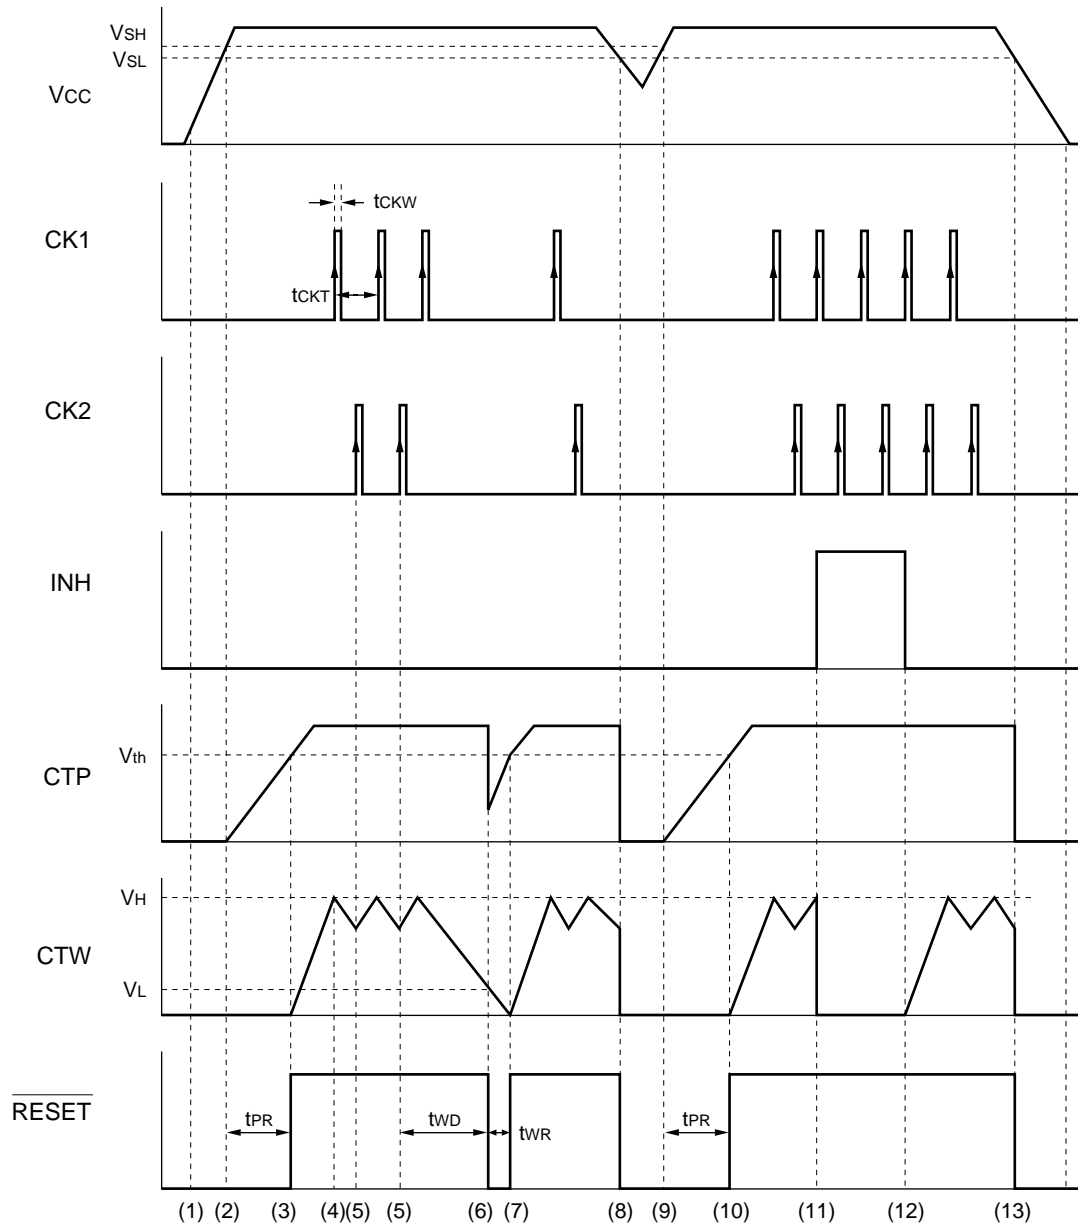 VSH
VSL
VCC
tCKW
CK1
tCKT
CK2
INH
Vth
CTP
VH
CTW
VL
RESET
tPR
tWD
tWR
tPR
(1) (2) (3) (4)(5) (5) (6) (7) (8) (9) (10) (11) (12) (13)